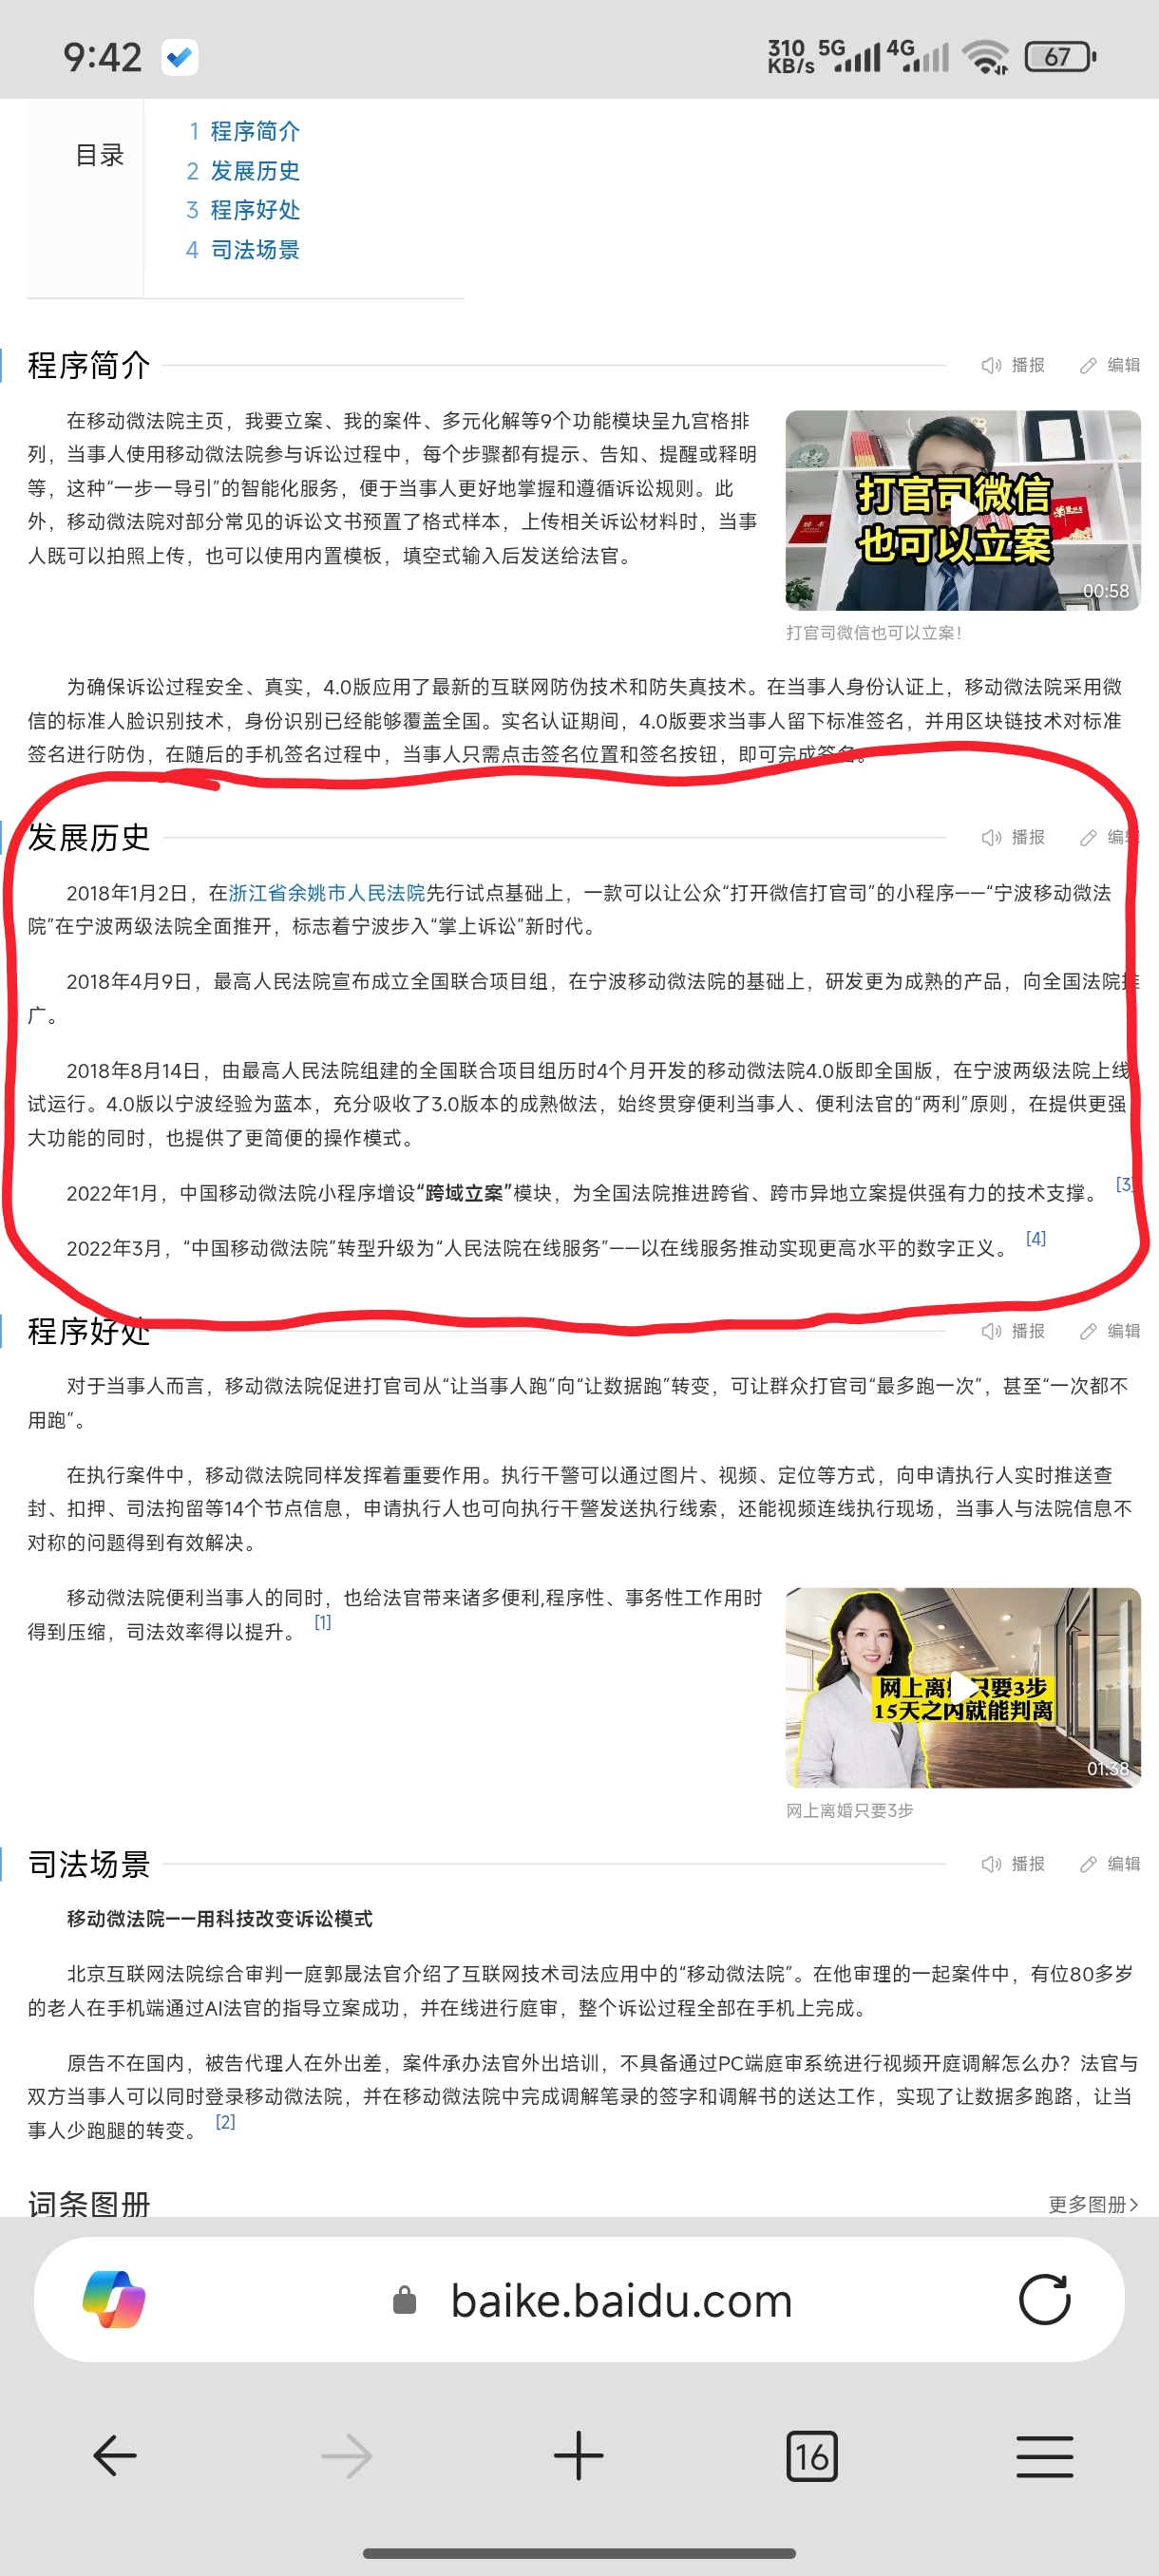 9:42
310 KB/s 5G 4G 67
目录
1 程序简介
2 发展历史
3 程序好处
4 司法场景
程序简介
播报 编辑
在移动微法院主页，我要立案、我的案件、多元化解等9个功能模块呈九宫格排
列，当事人使用移动微法院参与诉讼过程中，每个步骤都有提示、告知、提醒或释明
等，这种“一步一导引”的智能化服务，便于当事人更好地掌握和遵循诉讼规则。此
外，移动微法院对部分常见的诉讼文书预置了格式样本，上传相关诉讼材料时，当事
人既可以拍照上传，也可以使用内置模板，填空式输入后发送给法官。
打官司微信
也可以立案
00:58
打官司微信也可以立案！
为确保诉讼过程安全、真实，4.0版应用了最新的互联网防伪技术和防失真技术。在当事人身份认证上，移动微法院采用微
信的标准人脸识别技术，身份识别已经能够覆盖全国。实名认证期间，4.0版要求当事人留下标准签名，并用区块链技术对标准
签名进行防伪，在随后的手机签名过程中，当事人只需点击签名位置和签名按钮，即可完成签名。
发展历史
播报 编辑
2018年1月2日，在浙江省余姚市人民法院先行试点基础上，一款可以让公众“打开微信打官司”的小程序——“宁波移动微法
院”在宁波两级法院全面推开，标志着宁波步入“掌上诉讼”新时代。
2018年4月9日，最高人民法院宣布成立全国联合项目组，在宁波移动微法院的基础上，研发更为成熟的产品，向全国法院推
广。
2018年8月14日，由最高人民法院组建的全国联合项目组历时4个月开发的移动微法院4.0版即全国版，在宁波两级法院上线
试运行。4.0版以宁波经验为蓝本，充分吸收了3.0版本的成熟做法，始终贯穿便利当事人、便利法官的“两利”原则，在提供更强
大功能的同时，也提供了更简便的操作模式。
2022年1月，中国移动微法院小程序增设“跨域立案”模块，为全国法院推进跨省、跨市异地立案提供强有力的技术支撑。 [3]
2022年3月，“中国移动微法院”转型升级为“人民法院在线服务”——以在线服务推动实现更高水平的数字正义。 [4]
程序好处
播报 编辑
对于当事人而言，移动微法院促进打官司从“让当事人跑”向“让数据跑”转变，可让群众打官司“最多跑一次”，甚至“一次都不
用跑”。
在执行案件中，移动微法院同样发挥着重要作用。执行干警可以通过图片、视频、定位等方式，向申请执行人实时推送查
封、扣押、司法拘留等14个节点信息，申请执行人也可向执行干警发送执行线索，还能视频连线执行现场，当事人与法院信息不
对称的问题得到有效解决。
移动微法院便利当事人的同时，也给法官带来诸多便利,程序性、事务性工作用时
得到压缩，司法效率得以提升。 [1]
网上离婚只要3步
15天之内就能判离
01:38
网上离婚只要3步
司法场景
播报 编辑
移动微法院——用科技改变诉讼模式
北京互联网法院综合审判一庭郭晟法官介绍了互联网技术司法应用中的“移动微法院”。在他审理的一起案件中，有位80多岁
的老人在手机端通过AI法官的指导立案成功，并在线进行庭审，整个诉讼过程全部在手机上完成。
原告不在国内，被告代理人在外出差，案件承办法官外出培训，不具备通过PC端庭审系统进行视频开庭调解怎么办？法官与
双方当事人可以同时登录移动微法院，并在移动微法院中完成调解笔录的签字和调解书的送达工作，实现了让数据多跑路，让当
事人少跑腿的转变。 [2]
词条图册
更多图册>
baike.baidu.com
16